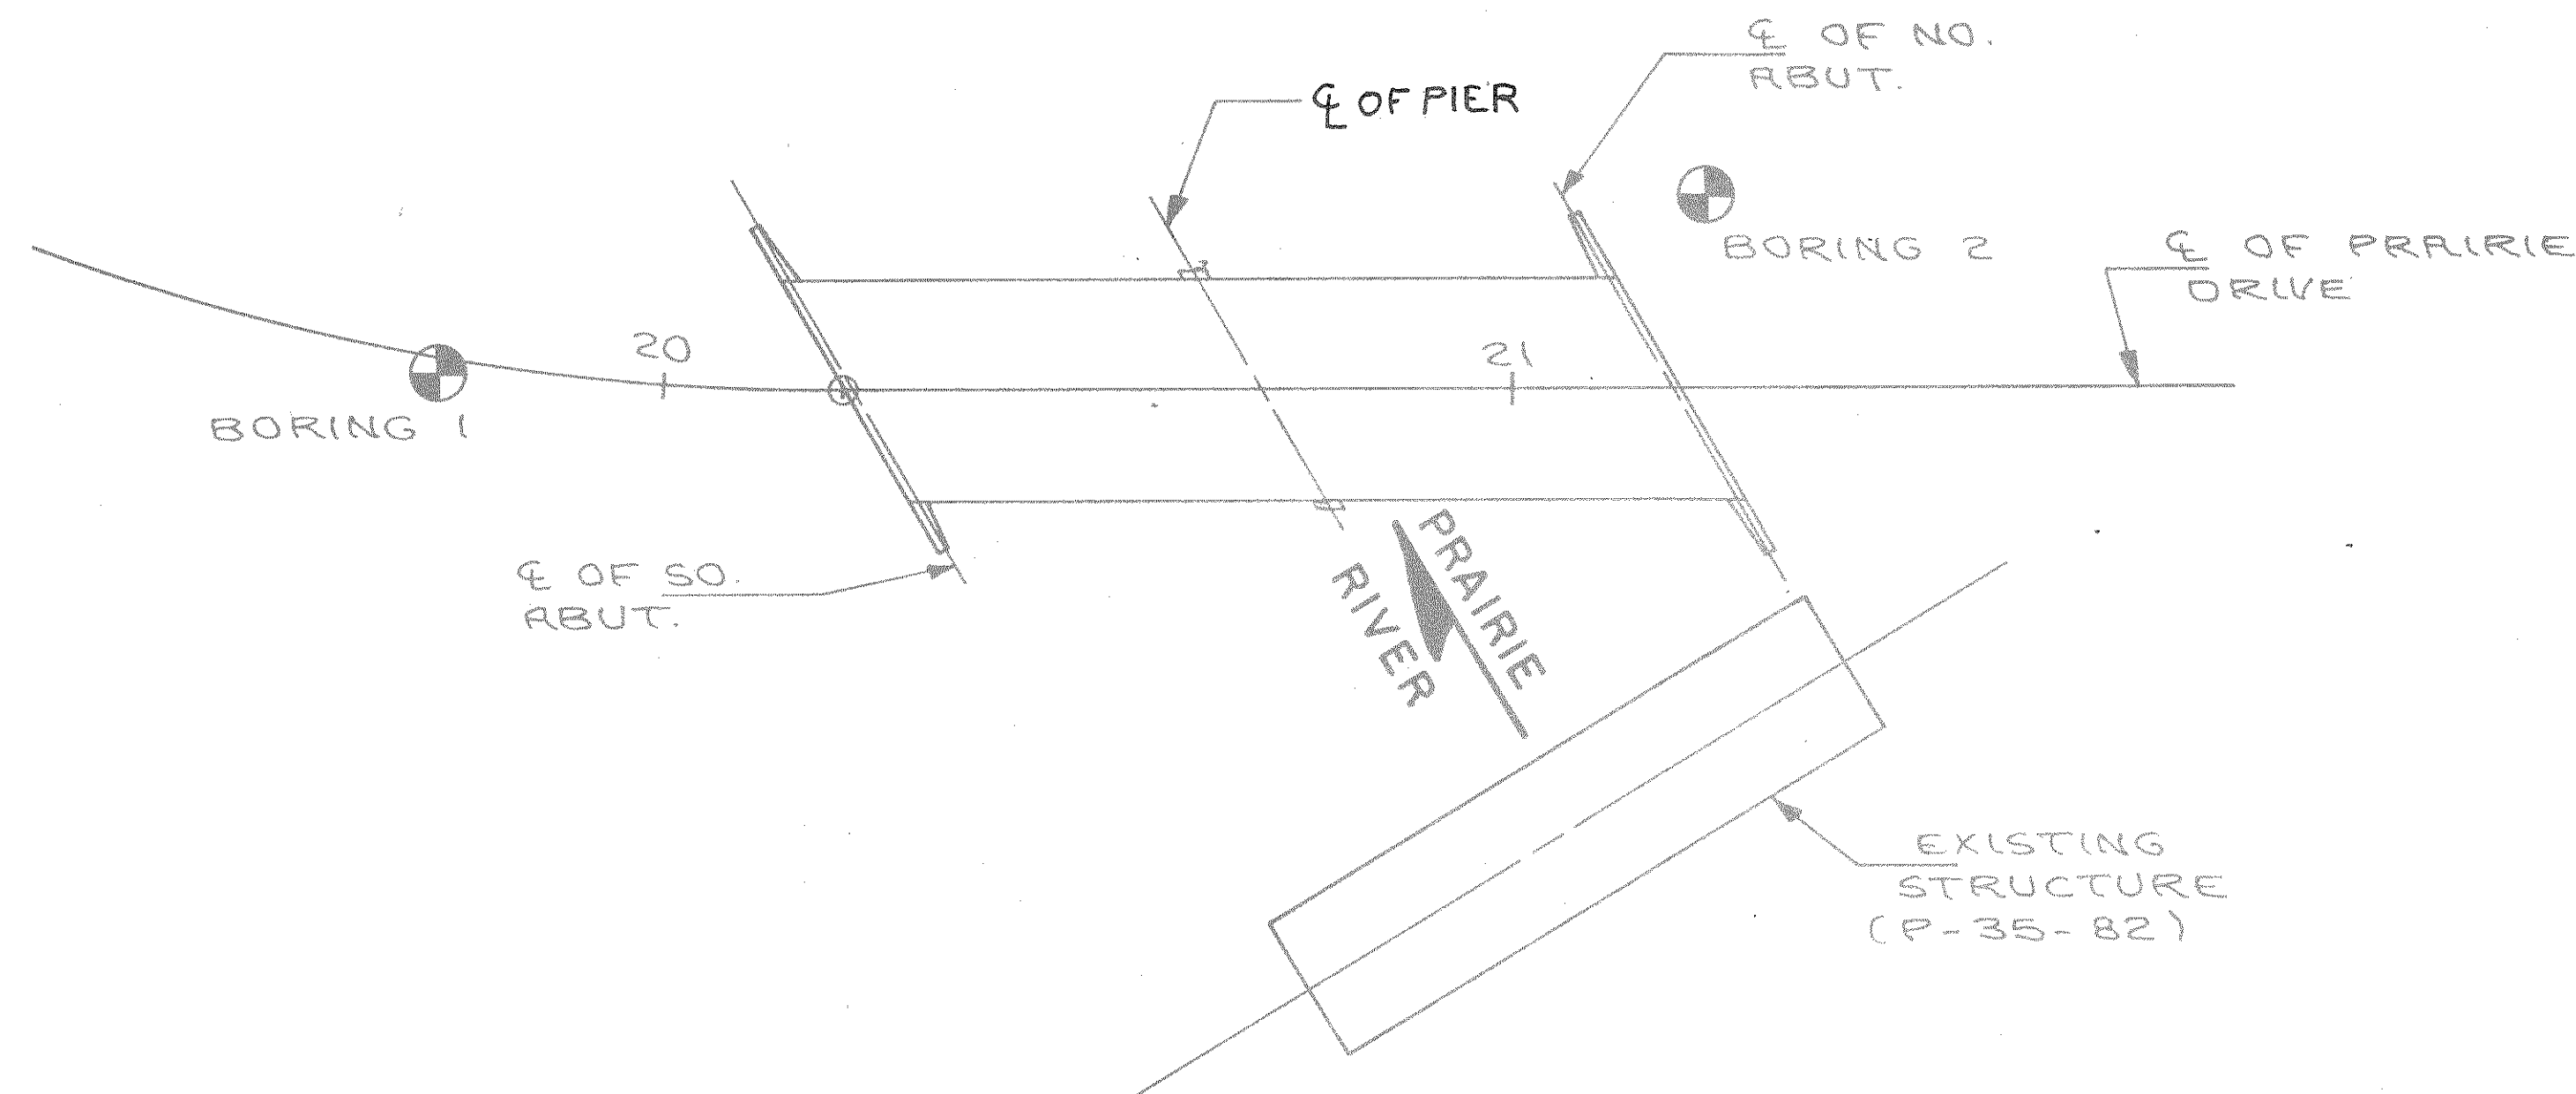 ℄ OF NO.
ABUT.
℄ OF PIER
BORING 2
℄ OF PRAIRIE
DRIVE
20
21
BORING 1
℄ OF SO.
ABUT.
PRAIRIE
RIVER
EXISTING
STRUCTURE
(P-35-82)